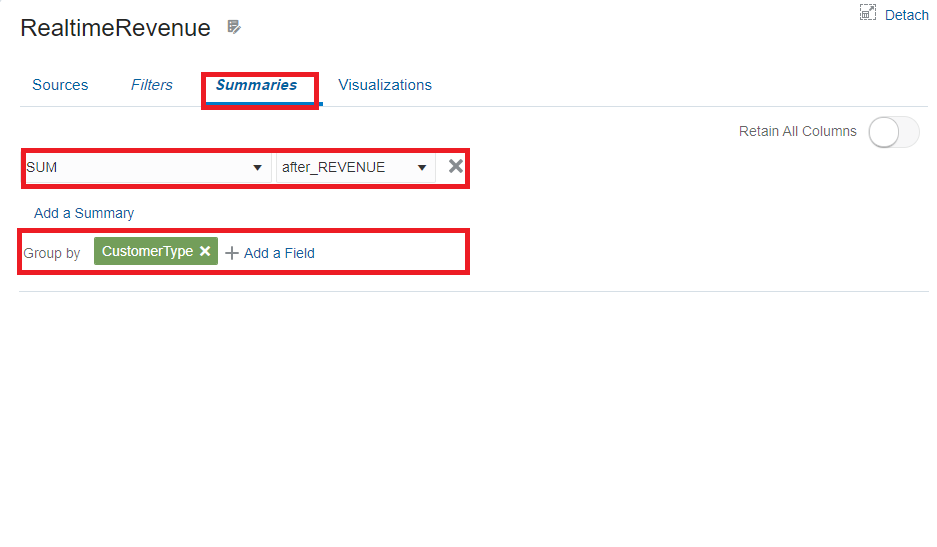 RealtimeRevenue
Detach
Sources Filters Summaries Visualizations
Retain All Columns
SUM after_REVENUE
Add a Summary
Group by CustomerType Add a Field